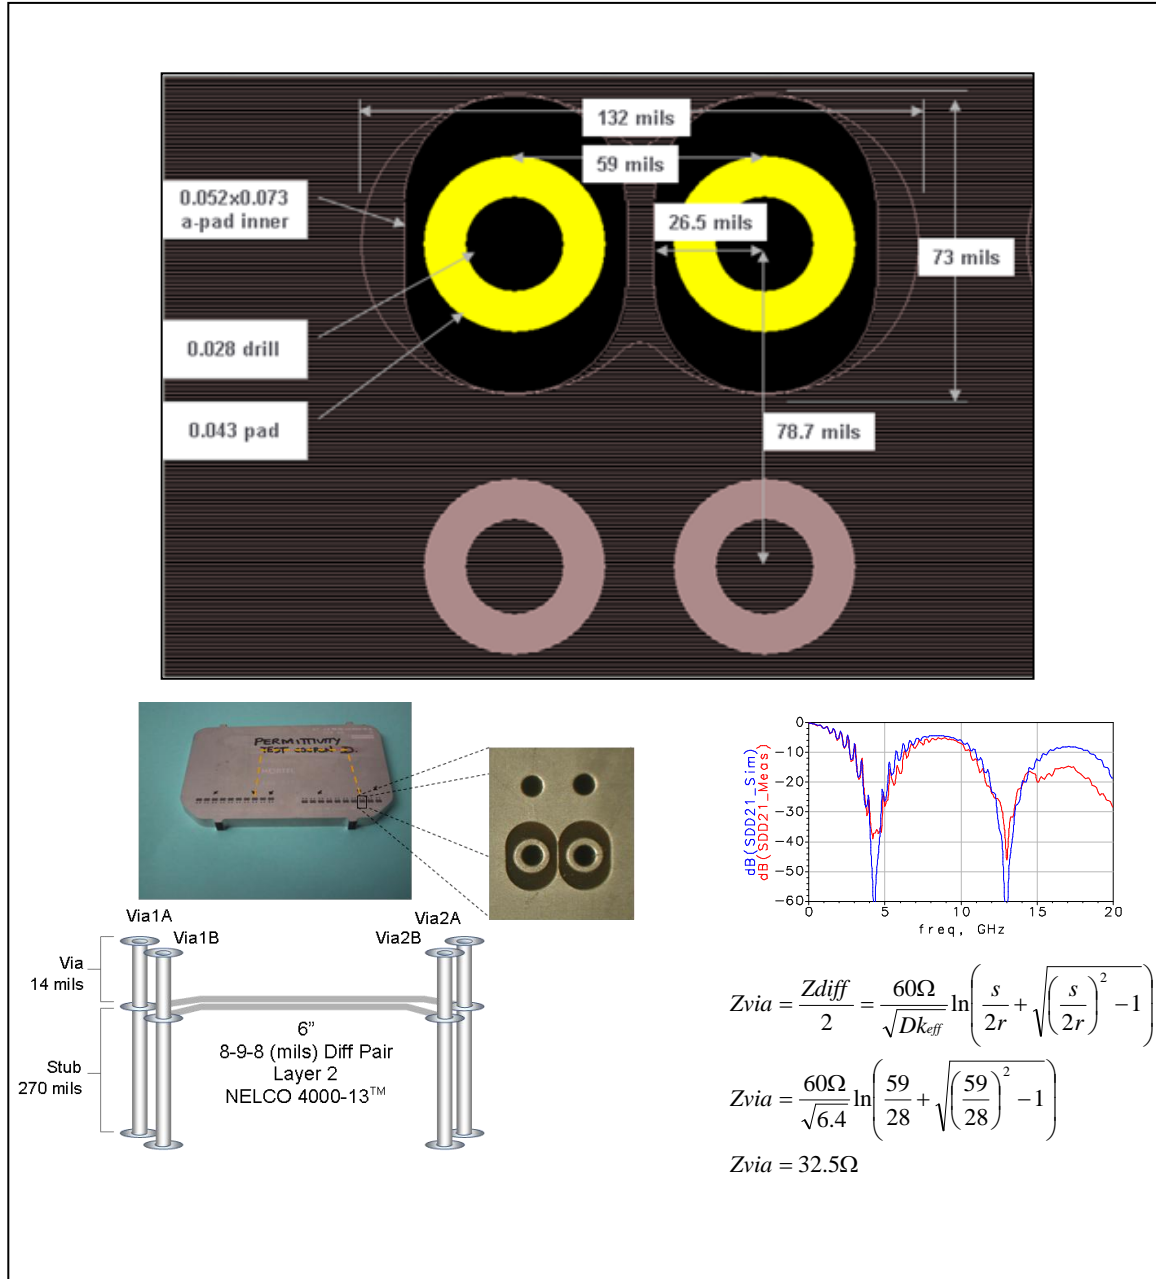 132 mils
59 mils
0.052x0.073
a-pad inner
26.5 mils
73 mils
0.028 drill
0.043 pad
78.7 mils
PERMITTIVITY
dB(SDD21_Sim)
dB(SDD21_Meas)
0
-10
-20
-30
-40
-50
-60
0 5 10 15 20
freq, GHz
Via1A
Via1B
Via2A
Via2B
Via
14 mils
Stub
270 mils
6”
8-9-8 (mils) Diff Pair
Layer 2
NELCO 4000-13™
Zvia = Zdiff/2 = 60Ω/√Dkeff ln(s/2r + √((s/2r)² −1))
Zvia = 60Ω/√6.4 ln(59/28 + √((59/28)² −1))
Zvia = 32.5Ω